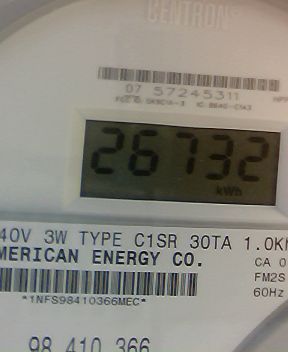 CENTRON
07 57245311
26732
kWh
40V 3W TYPE C1SR 30TA 1.0K
MERICAN ENERGY CO.
CA 0
FM2S
60Hz
*1NFS98410366MEC*
98 410 366